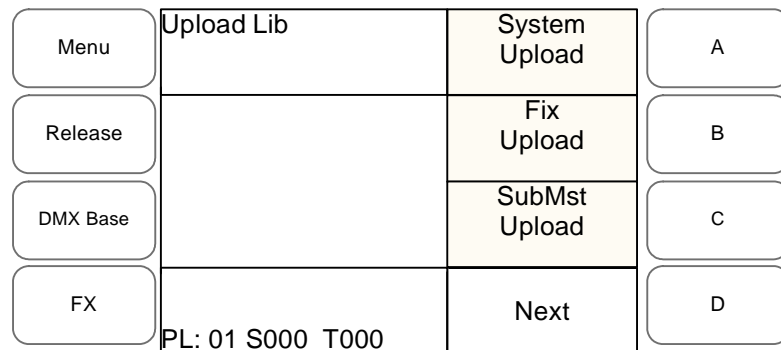 Menu
Upload Lib
System
Upload
A
Release
Fix
Upload
B
DMX Base
SubMst
Upload
C
FX
PL: 01 S000  T000
Next
D